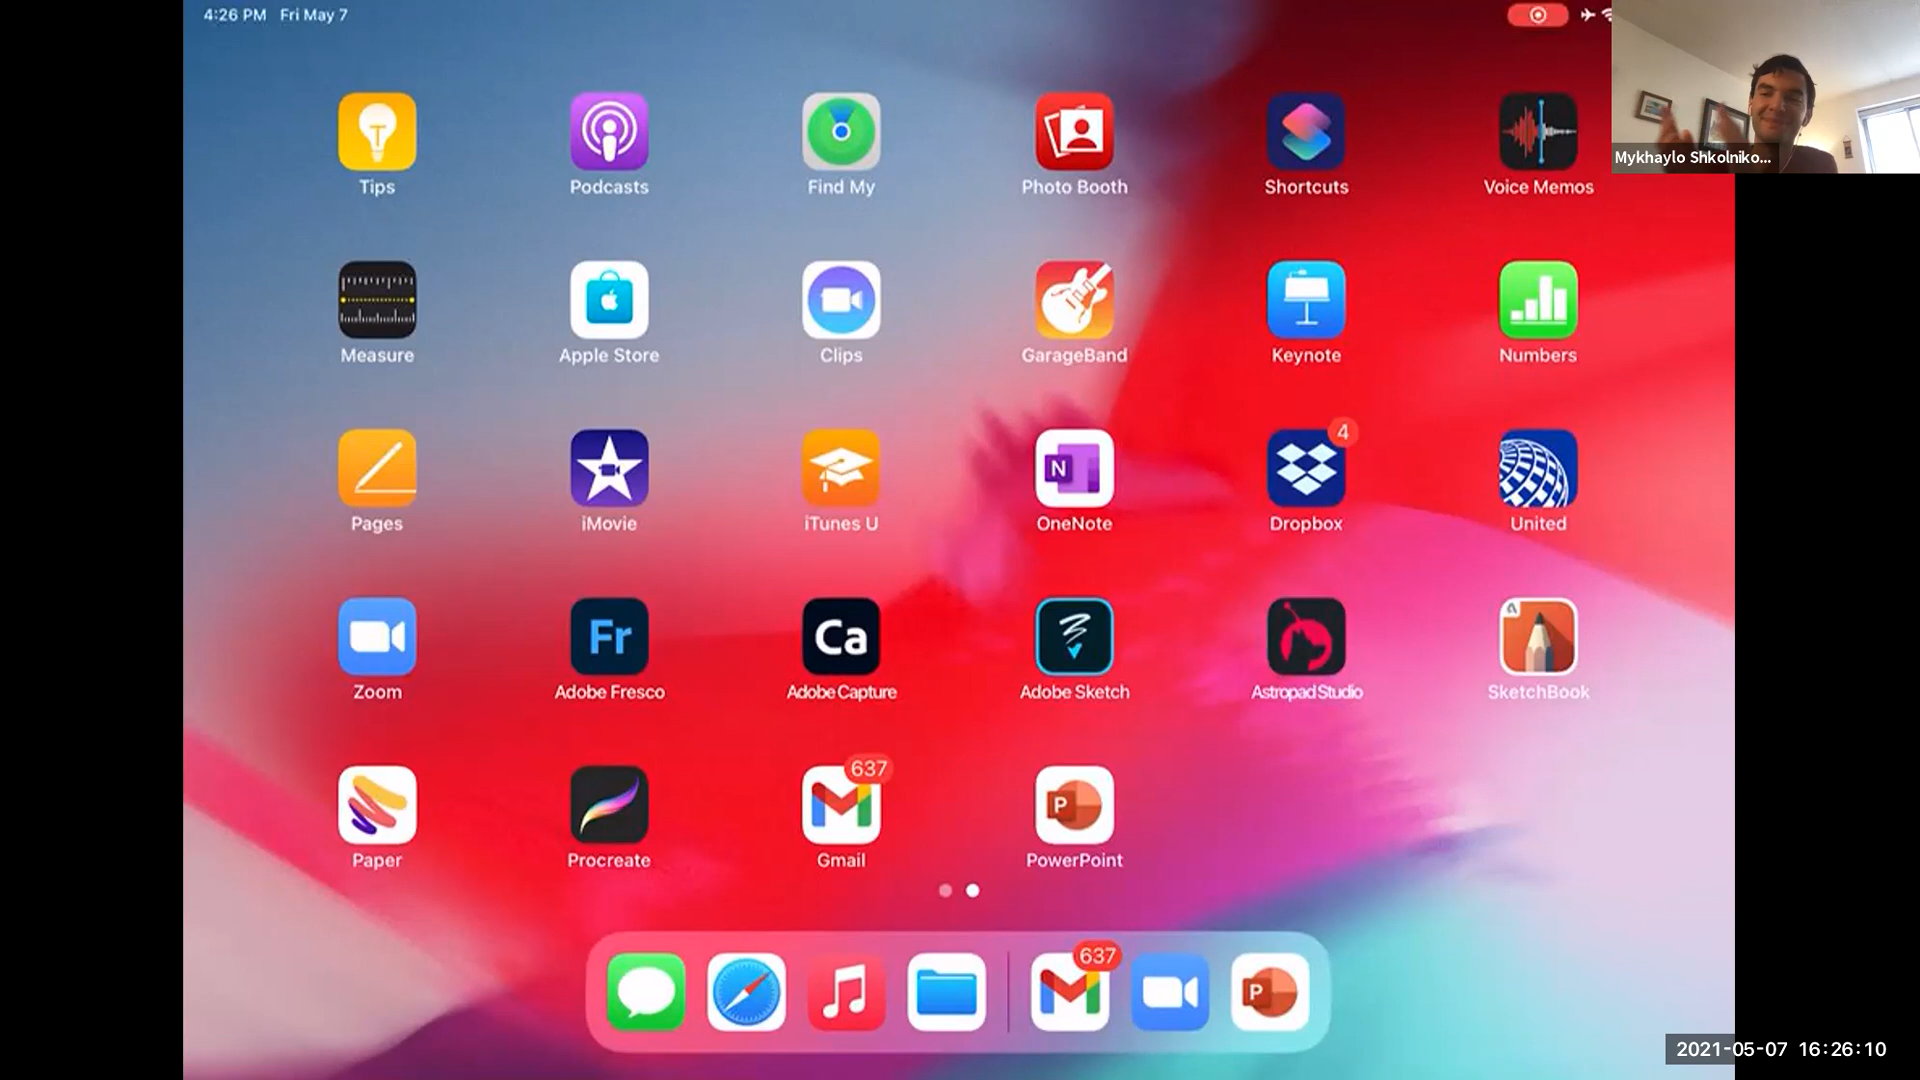 4:26 PM Fri May 7
Mykhaylo Shkolniko...
Tips Podcasts Find My Photo Booth Shortcuts Voice Memos
Measure Apple Store Clips GarageBand Keynote Numbers
4
N
Pages iMovie iTunes U OneNote Dropbox United
Fr Ca
Zoom Adobe Fresco Adobe Capture Adobe Sketch Astropad Studio SketchBook
637
P
Paper Procreate Gmail PowerPoint
637
P
2021-05-07 16:26:10